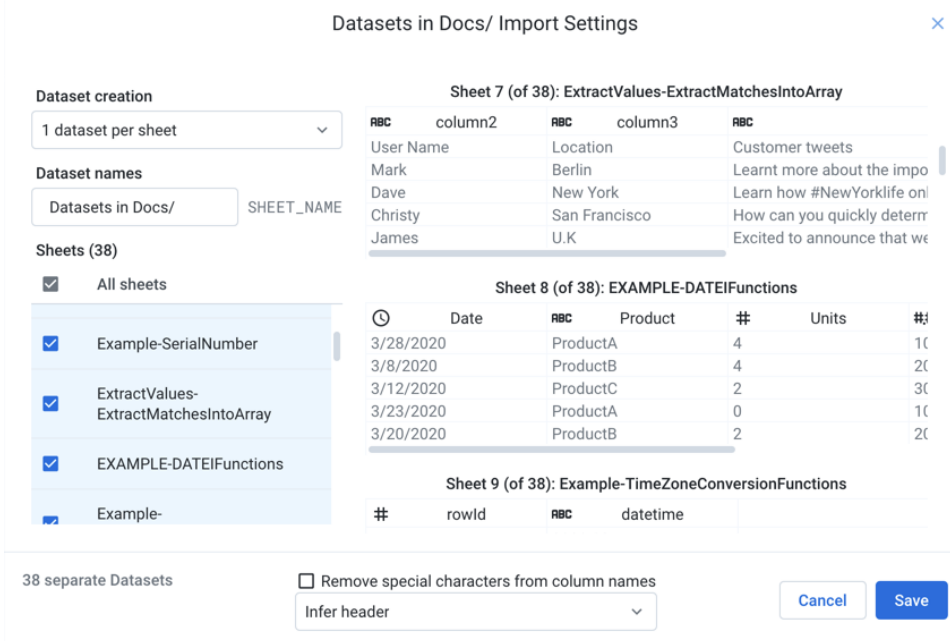 Datasets in Docs/ Import Settings
Dataset creation
1 dataset per sheet
Dataset names
Datasets in Docs/ SHEET_NAME
Sheets (38)
All sheets
Example-SerialNumber
ExtractValues-
ExtractMatchesIntoArray
EXAMPLE-DATEIFunctions
Example-
Sheet 7 (of 38): ExtractValues-ExtractMatchesIntoArray
ABC column2 ABC column3 ABC
User Name Location Customer tweets
Mark Berlin Learnt more about the impo
Dave New York Learn how #NewYorklife onl
Christy San Francisco How can you quickly determ
James U.K Excited to announce that we
Sheet 8 (of 38): EXAMPLE-DATEIFunctions
Date ABC Product # Units #.#
3/28/2020 ProductA 4 10
3/8/2020 ProductB 4 20
3/12/2020 ProductC 2 30
3/23/2020 ProductA 0 10
3/20/2020 ProductB 2 20
Sheet 9 (of 38): Example-TimeZoneConversionFunctions
# rowId ABC datetime
38 separate Datasets
Remove special characters from column names
Infer header
Cancel Save